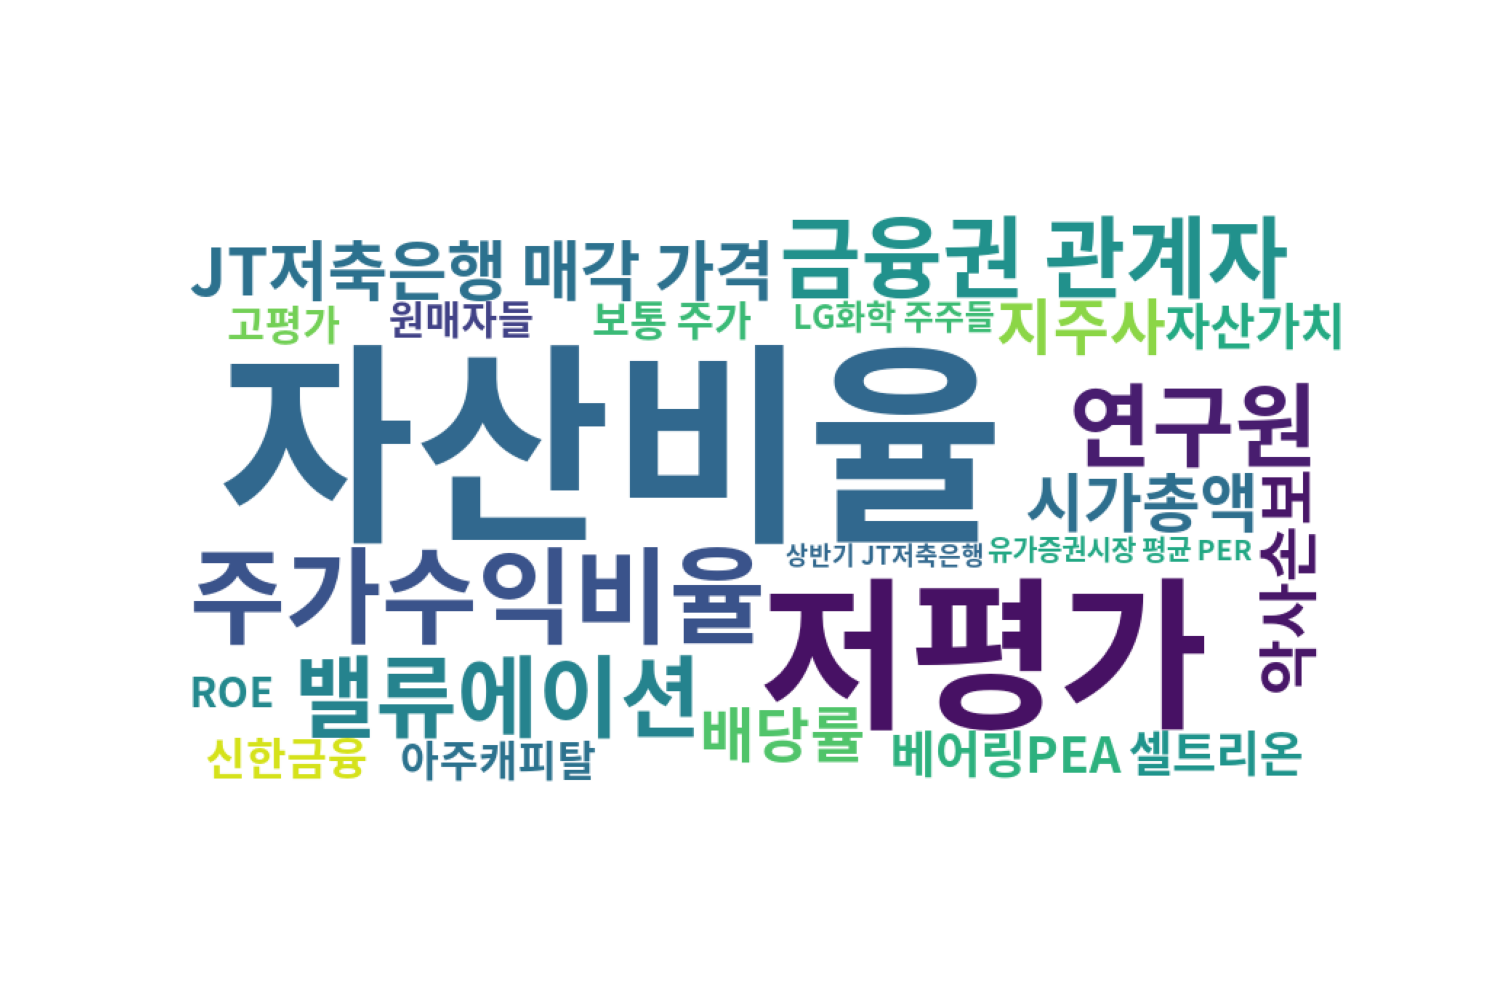 JT저축은행 매각 가격
금융권 관계자
고평가
원매자들
보통 주가
LG화학 주주들
지주사
자산가치
자산비율
연구원
시가총액
악사손보
주가수익비율
상반기 JT저축은행
유가증권시장 평균 PER
저평가
ROE
밸류에이션
배당률
신한금융
아주캐피탈
베어링PEA
셀트리온